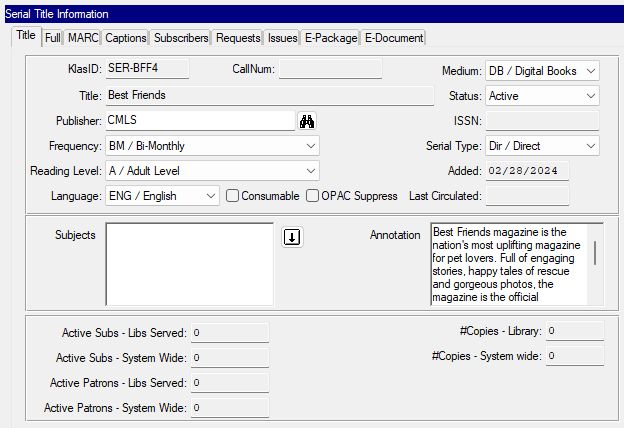 Serial Title Information
Title Full MARC Captions Subscribers Requests Issues E-Package E-Document
KlasID: SER-BFF4 CallNum: Medium: DB / Digital Books
Title: Best Friends Status: Active
Publisher: CMLS ISSN:
Frequency: BM / Bi-Monthly Serial Type: Dir / Direct
Reading Level: A / Adult Level Added: 02/28/2024
Language: ENG / English Consumable OPAC Suppress Last Circulated:
Subjects Annotation
Best Friends magazine is the
nation's most uplifting magazine
for pet lovers. Full of engaging
stories, happy tales of rescue
and gorgeous photos, the
magazine is the official
Active Subs - Libs Served: 0 #Copies - Library: 0
Active Subs - System Wide: 0 #Copies - System wide: 0
Active Patrons - Libs Served: 0
Active Patrons - System Wide: 0